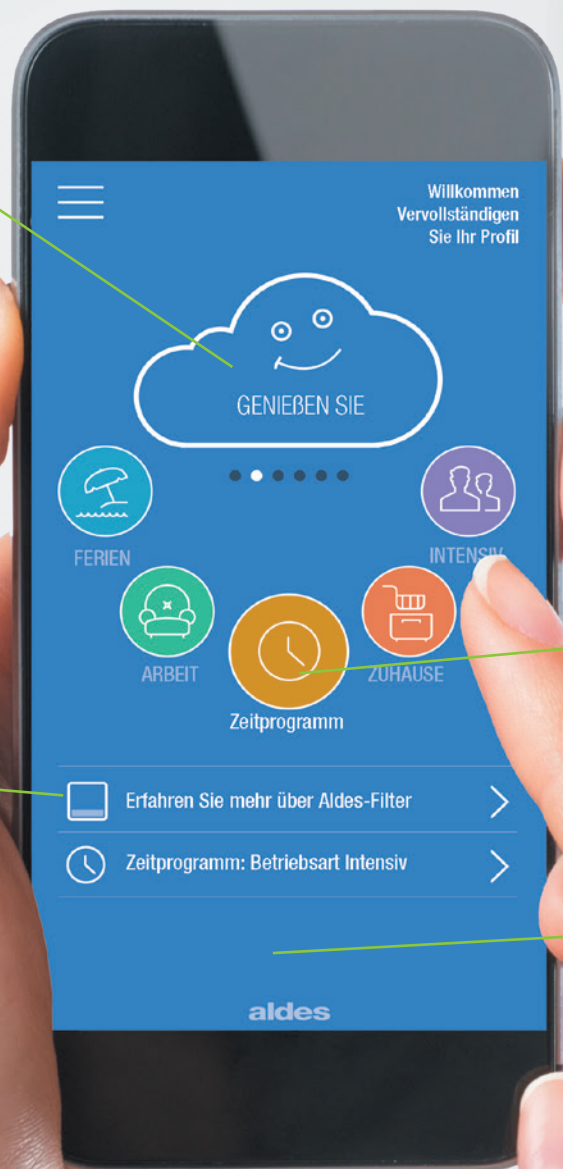 Willkommen
Vervollständigen
Sie Ihr Profil
GENIEßEN SIE
FERIEN
INTENSIV
ARBEIT
ZUHAUSE
Zeitprogramm
Erfahren Sie mehr über Aldes-Filter
Zeitprogramm: Betriebsart Intensiv
aldes